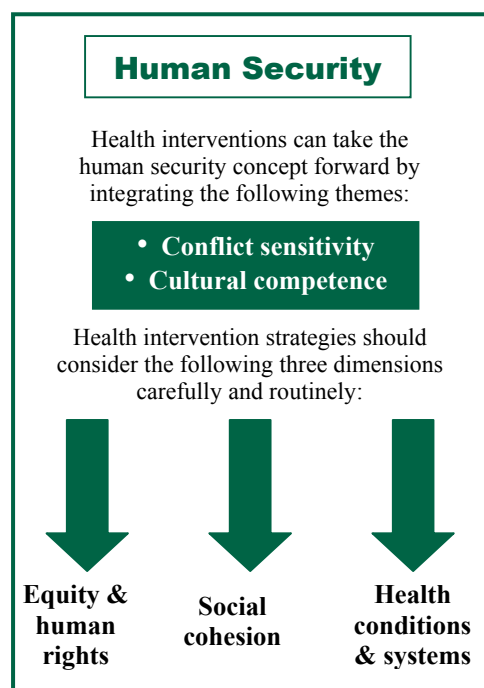 Human Security
Health interventions can take the
human security concept forward by
integrating the following themes:
• Conflict sensitivity
• Cultural competence
Health intervention strategies should
consider the following three dimensions
carefully and routinely:
Equity &
human
rights
Social
cohesion
Health
conditions
& systems